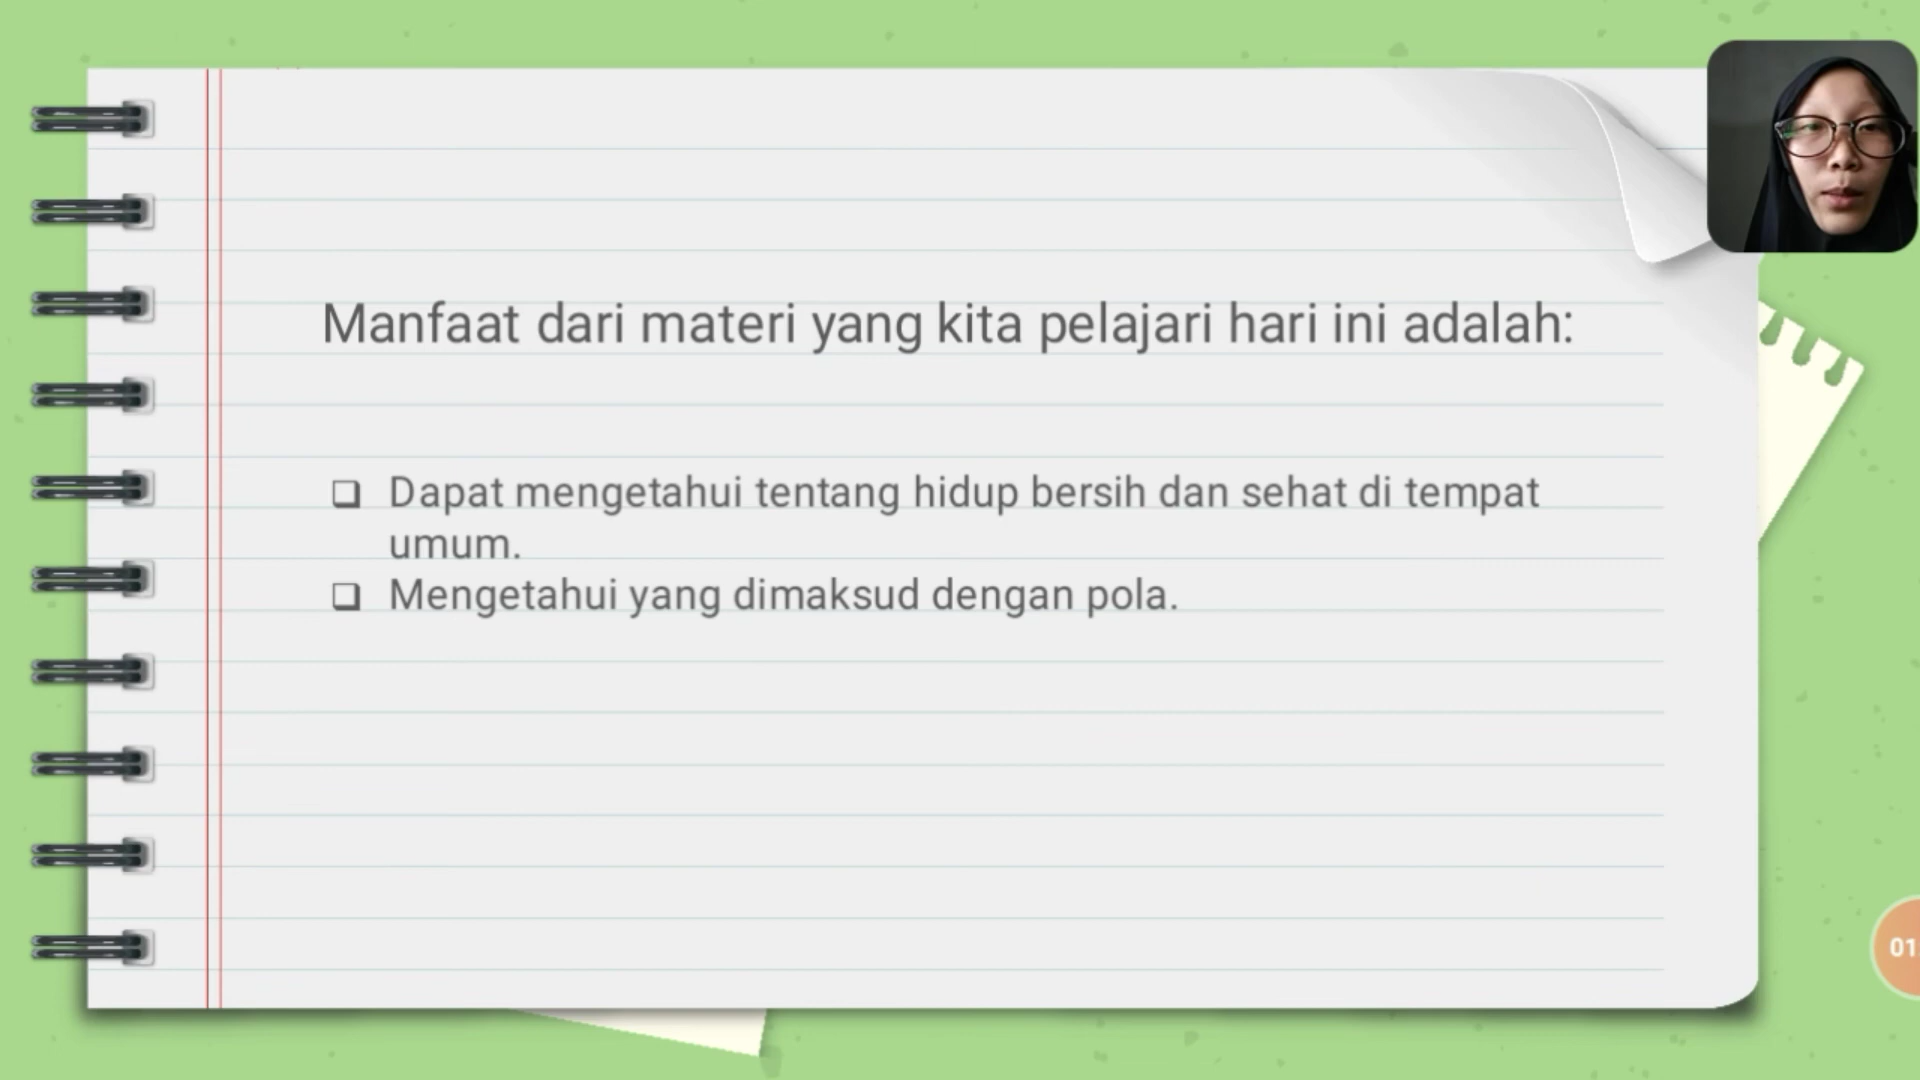 Manfaat dari materi yang kita pelajari hari ini adalah:
❑ Dapat mengetahui tentang hidup bersih dan sehat di tempat
umum.
❑ Mengetahui yang dimaksud dengan pola.
01